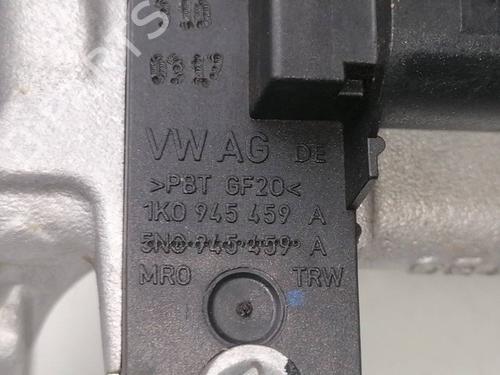 VW AG DE
>PBT GF20<
1K0 945 459 A
5N0 945 459 A
MRO TRW